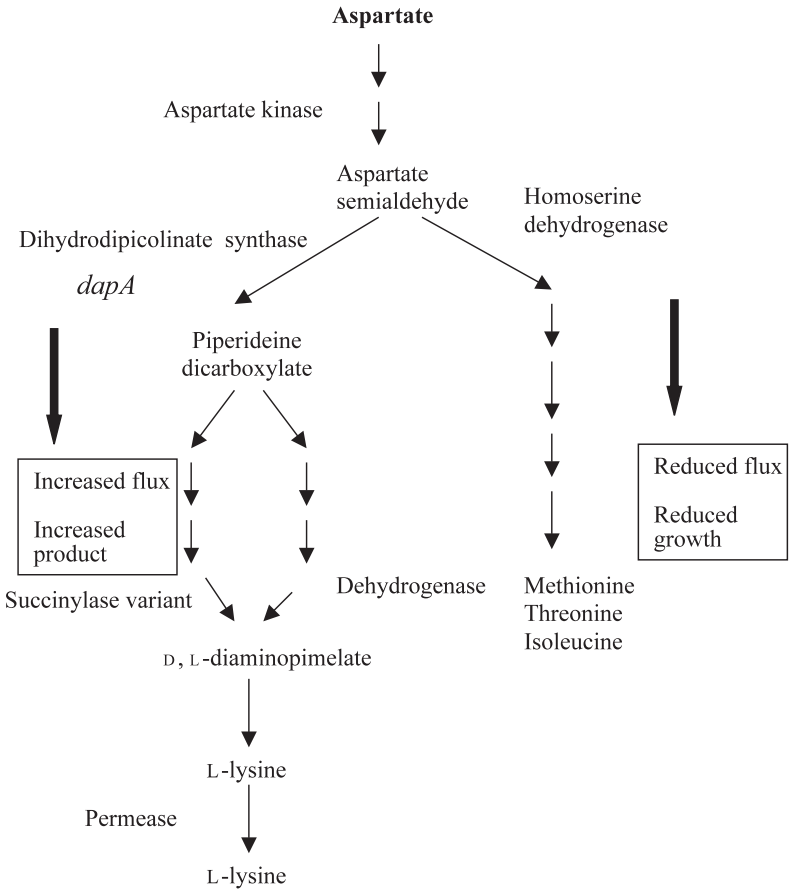 Aspartate
Aspartate kinase
Aspartate
semialdehyde
Homoserine
dehydrogenase
Dihydrodipicolinate synthase
dapA
Piperideine
dicarboxylate
Increased flux
Increased
product
Reduced flux
Reduced
growth
Succinylase variant
Dehydrogenase
Methionine
Threonine
Isoleucine
D, L-diaminopimelate
L-lysine
Permease
L-lysine